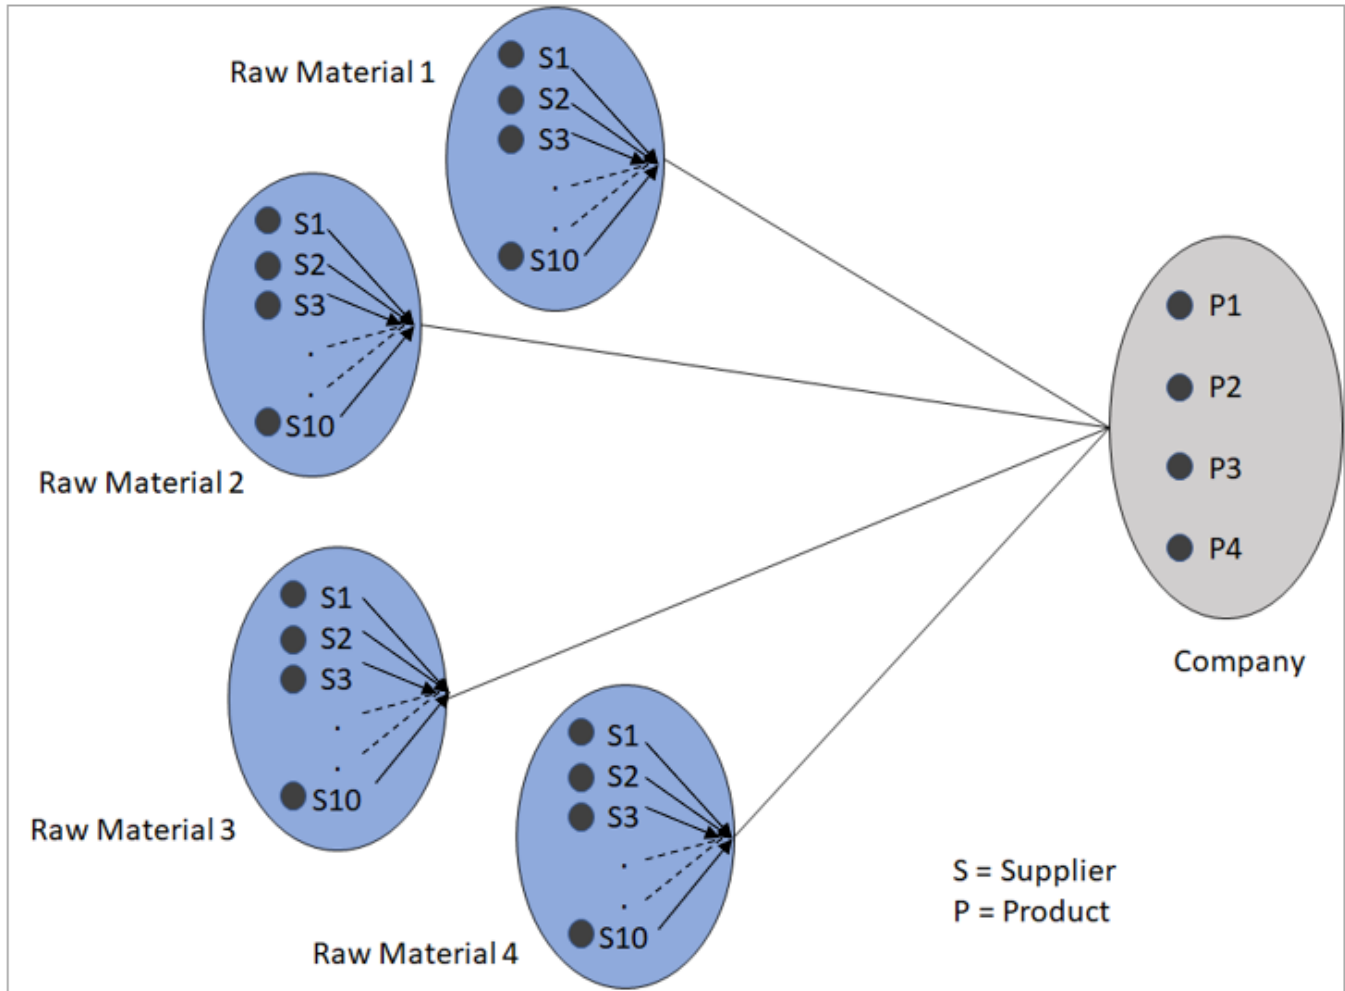 Raw Material 1
S1
S2
S3
.
.
S10
S1
S2
S3
.
.
S10
Raw Material 2
P1
P2
P3
P4
Company
S1
S2
S3
.
.
S10
Raw Material 3
S1
S2
S3
.
.
S10
Raw Material 4
S = Supplier
P = Product